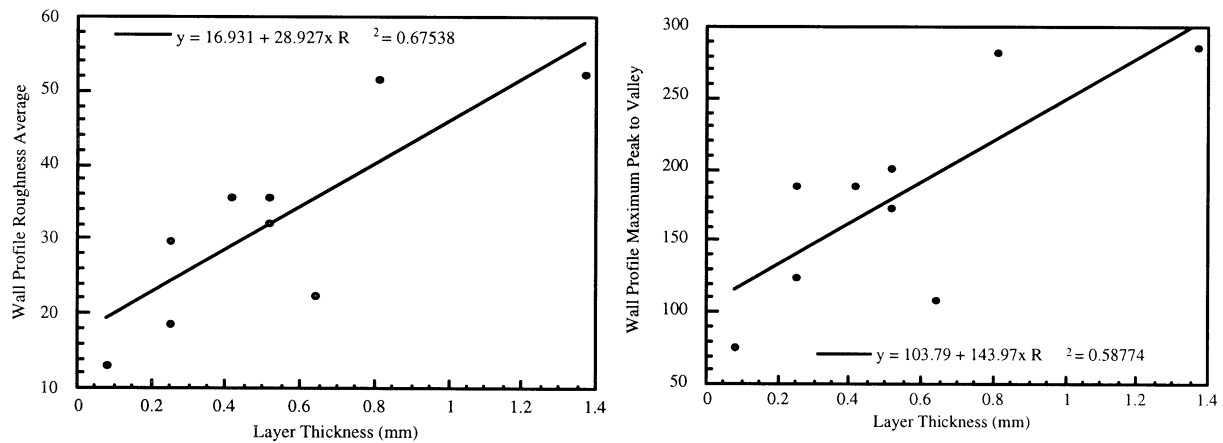 60
50
40
30
20
10
Wall Profile Roughness Average
y = 16.931 + 28.927x R 2 = 0.67538
0 0.2 0.4 0.6 0.8 1 1.2 1.4
Layer Thickness (mm)
300
250
200
150
100
50
Wall Profile Maximum Peak to Valley
y = 103.79 + 143.97x R 2 = 0.58774
0 0.2 0.4 0.6 0.8 1 1.2 1.4
Layer Thickness (mm)